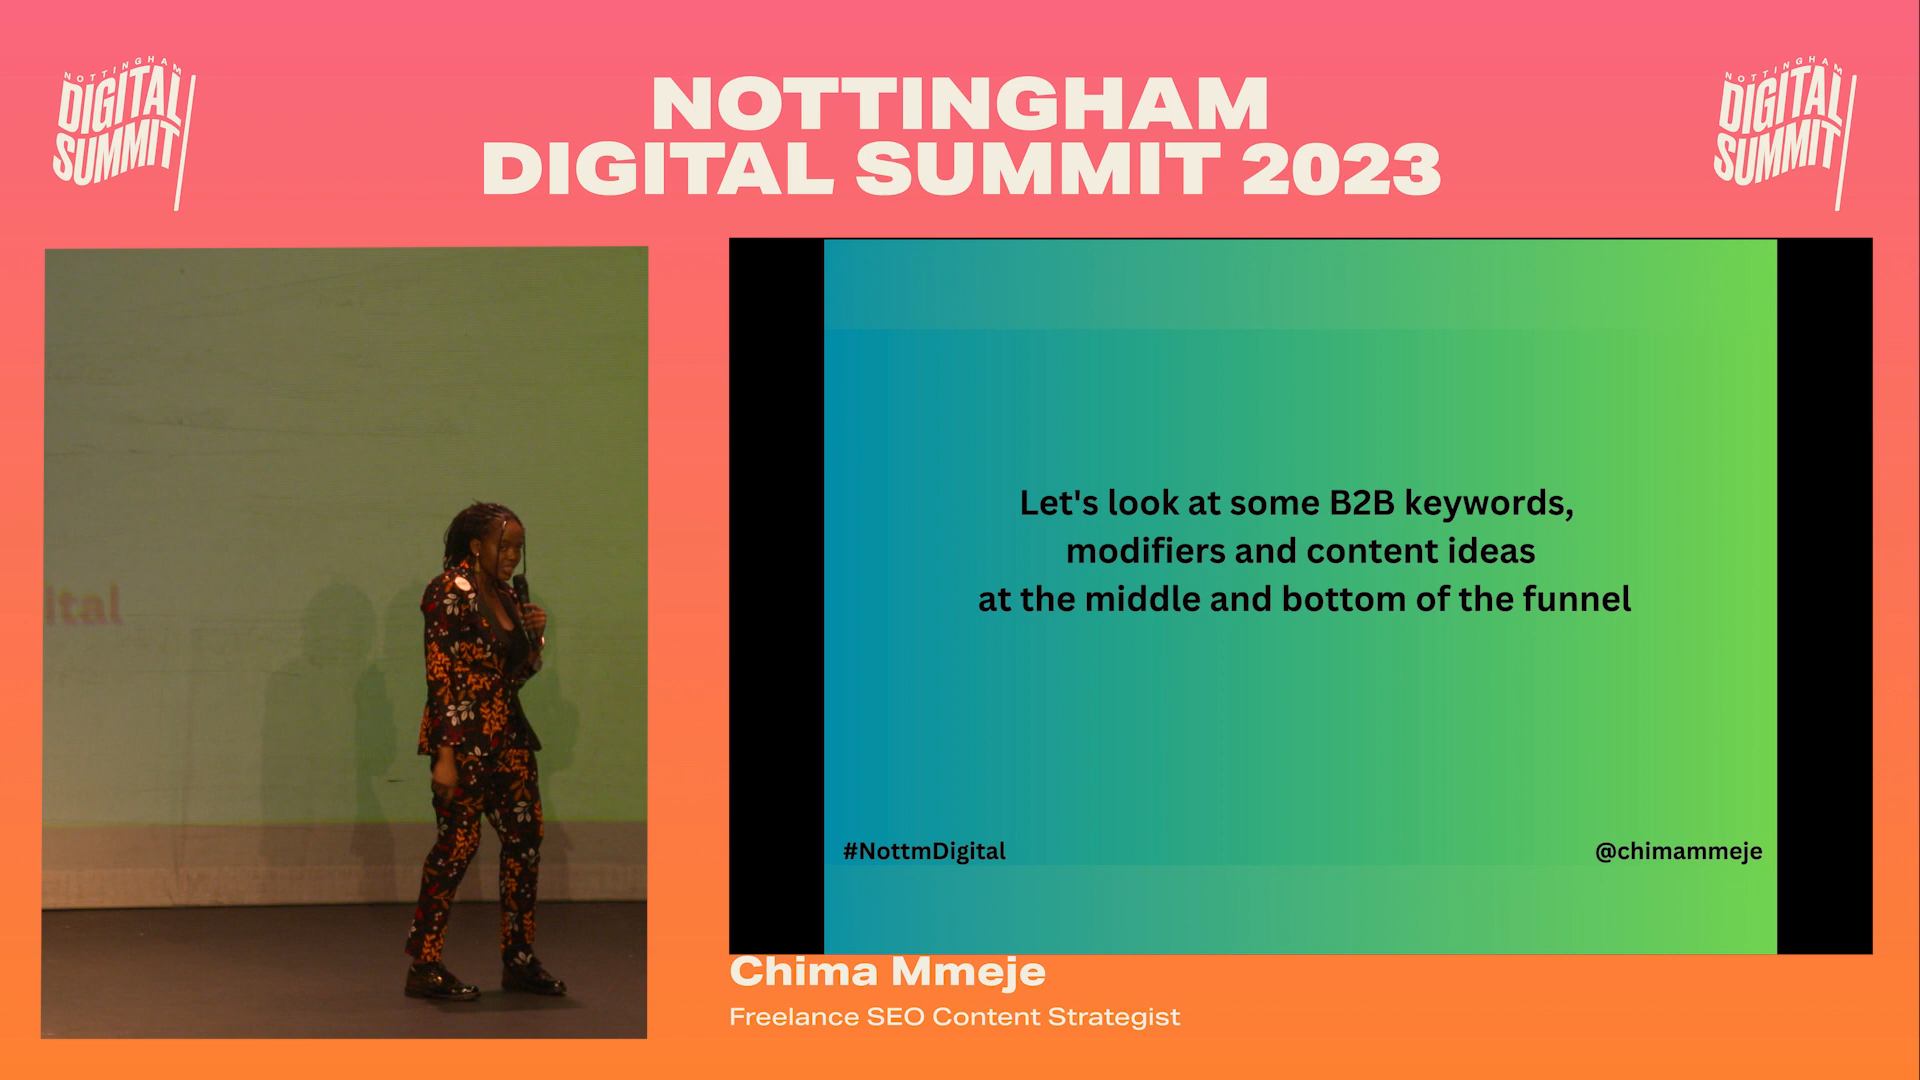 NOTTINGHAM
DIGITAL
SUMMIT
NOTTINGHAM
DIGITAL SUMMIT 2023
NOTTINGHAM
DIGITAL
SUMMIT
ital
Let's look at some B2B keywords,
modifiers and content ideas
at the middle and bottom of the funnel
#NottmDigital
@chimammeje
Chima Mmeje
Freelance SEO Content Strategist